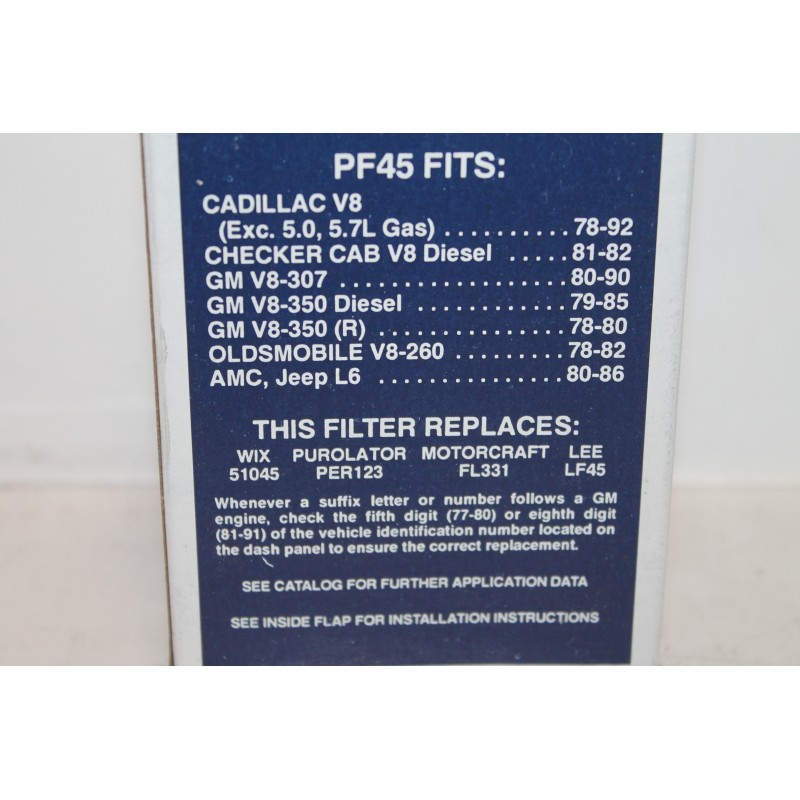 PF45 FITS:
CADILLAC V8
(Exc. 5.0, 5.7L Gas) .......... 78-92
CHECKER CAB V8 Diesel ..... 81-82
GM V8-307 .................. 80-90
GM V8-350 Diesel ............ 79-85
GM V8-350 (R) ............... 78-80
OLDSMOBILE V8-260 ......... 78-82
AMC, Jeep L6 ................ 80-86
THIS FILTER REPLACES:
WIX PUROLATOR MOTORCRAFT LEE
51045 PER123 FL331 LF45
Whenever a suffix letter or number follows a GM
engine, check the fifth digit (77-80) or eighth digit
(81-91) of the vehicle identification number located on
the dash panel to ensure the correct replacement.
SEE CATALOG FOR FURTHER APPLICATION DATA
SEE INSIDE FLAP FOR INSTALLATION INSTRUCTIONS